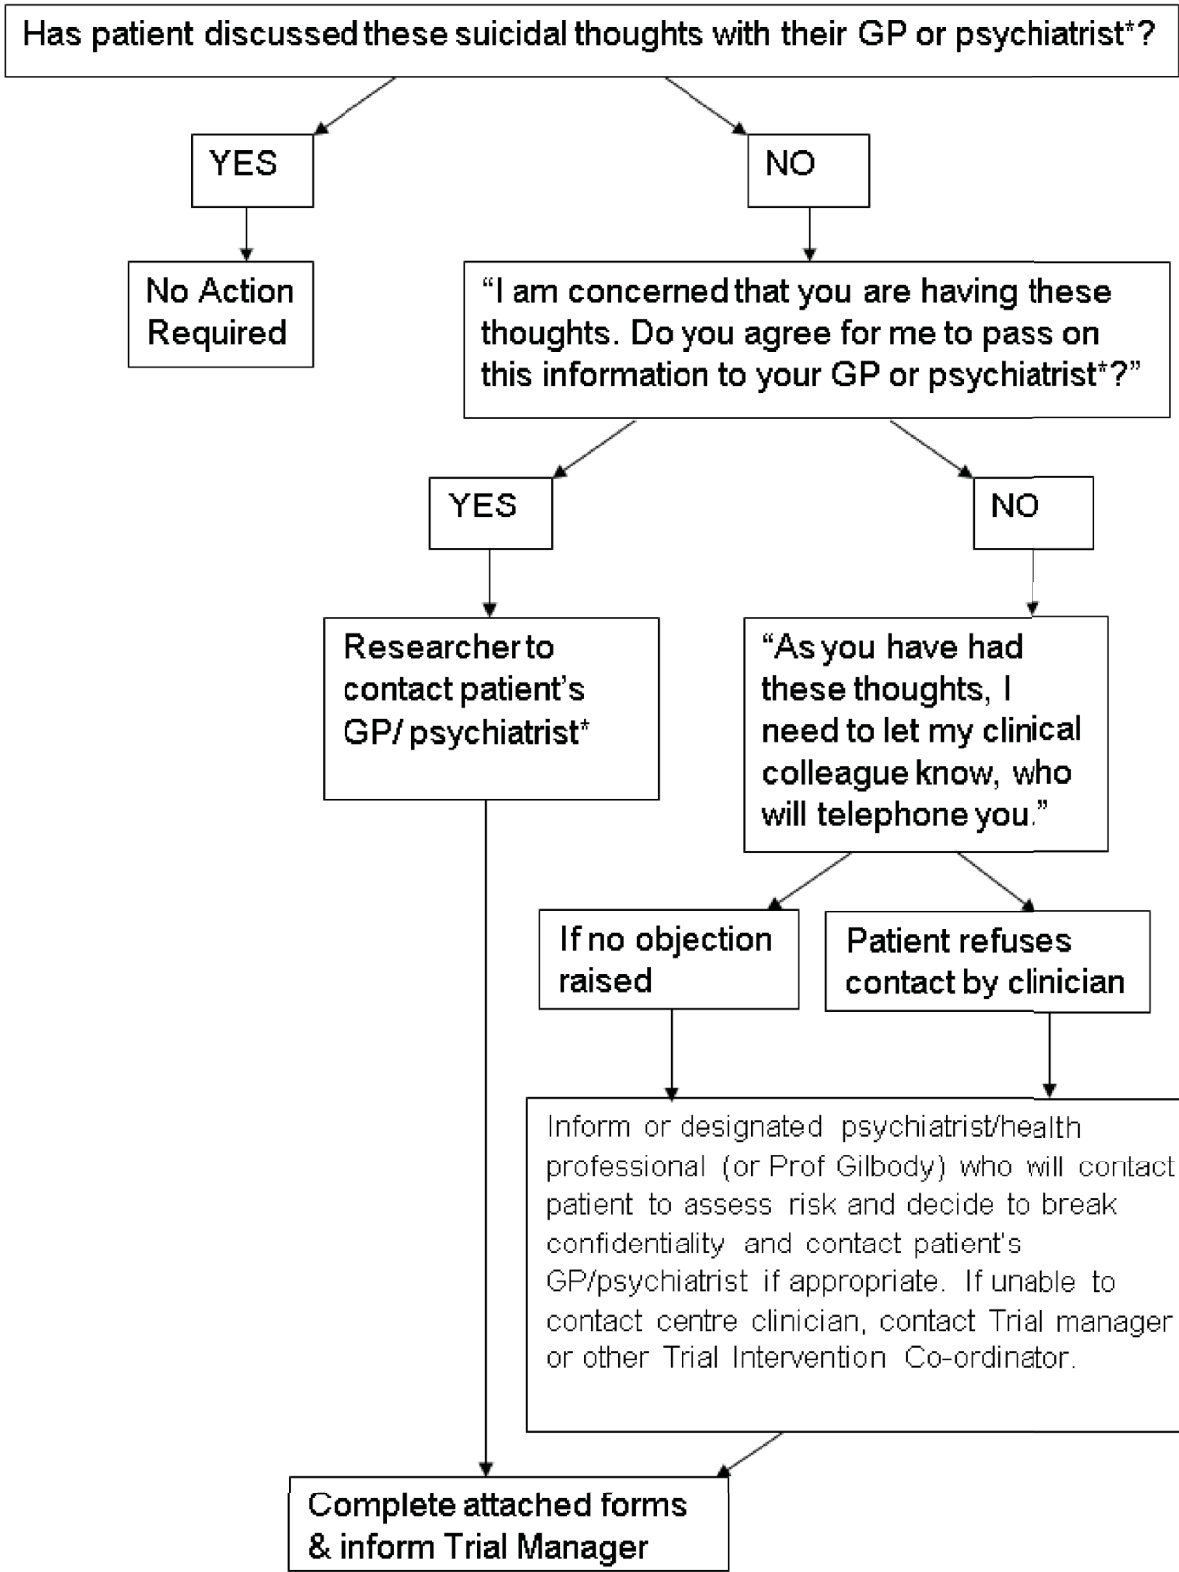 Has patient discussed these suicidal thoughts with their GP or psychiatrist*?
YES
NO
No Action
Required
“I am concerned that you are having these
thoughts. Do you agree for me to pass on
this information to your GP or psychiatrist*?”
YES
NO
Researcher to
contact patient’s
GP/ psychiatrist*
“As you have had
these thoughts, I
need to let my clinical
colleague know, who
will telephone you.”
If no objection
raised
Patient refuses
contact by clinician
Inform or designated psychiatrist/health
professional (or Prof Gilbody) who will contact
patient to assess risk and decide to break
confidentiality and contact patient's
GP/psychiatrist if appropriate. If unable to
contact centre clinician, contact Trial manager
or other Trial Intervention Co-ordinator.
Complete attached forms
& inform Trial Manager